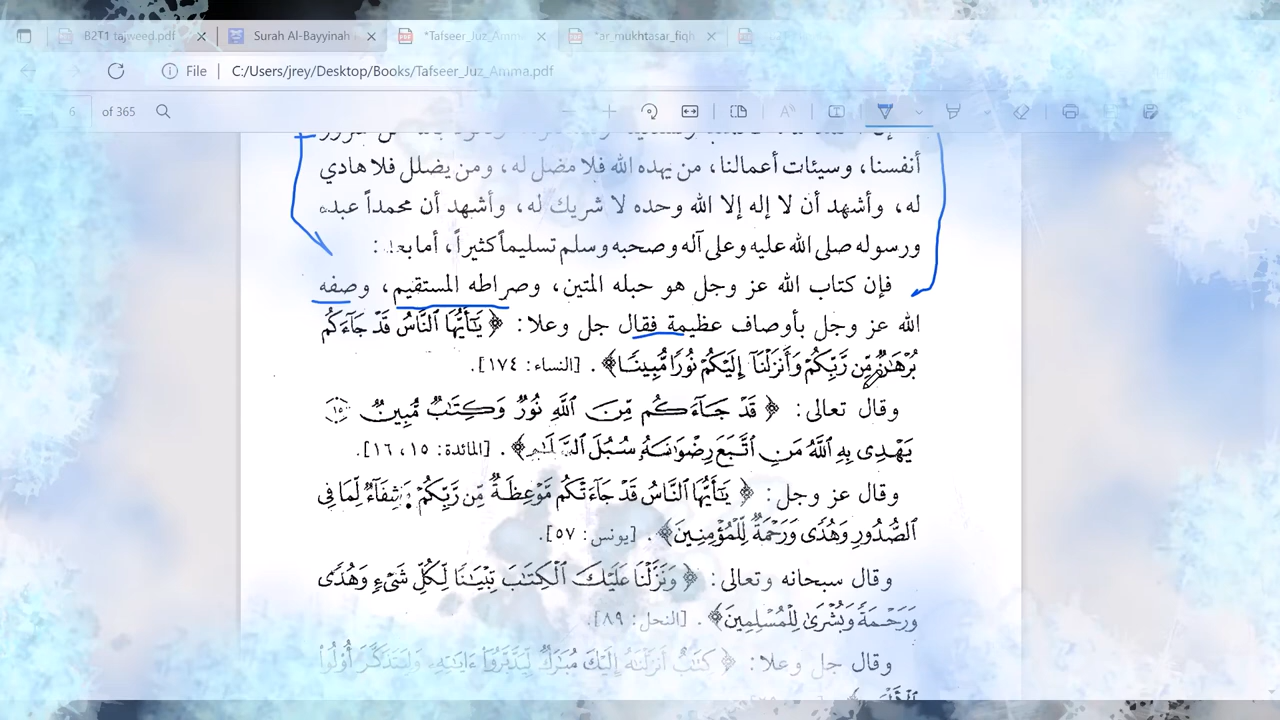 B2T1 tajweed.pdf
Surah Al-Bayyinah
*Tafseer_Juz_Amma
*ar_mukhtasar_fiqh
File
C:/Users/jrey/Desktop/Books/Tafseer_Juz_Amma.pdf
6 of 365
أنفسنا، وسيئات أعمالنا، من يهده الله فلا مضل له، ومن يضلل فلا هادي
له، وأشهد أن لا إله إلا الله وحده لا شريك له، وأشهد أن محمداً عبده
ورسوله صلى الله عليه وعلى آله وصحبه وسلم تسليماً كثيراً، أما بعد:
فإن كتاب الله عز وجل هو حبله المتين، وصراطه المستقيم، وصفه
الله عز وجل بأوصاف عظيمة فقال جل وعلا: ﴿ يَٰٓأَيُّهَا ٱلنَّاسُ قَدۡ جَآءَكُم
بُرۡهَٰنٞ مِّن رَّبِّكُمۡ وَأَنزَلۡنَآ إِلَيۡكُمۡ نُورٗا مُّبِينٗا﴾. [النساء: ١٧٤].
وقال تعالى: ﴿ قَدۡ جَآءَكُم مِّنَ ٱللَّهِ نُورٞ وَكِتَٰبٞ مُّبِينٞ ١٥
يَهۡدِي بِهِ ٱللَّهُ مَنِ ٱتَّبَعَ رِضۡوَٰنَهُۥ سُبُلَ ٱلسَّلَٰمِ﴾. [المائدة: ١٥، ١٦].
وقال عز وجل: ﴿ يَٰٓأَيُّهَا ٱلنَّاسُ قَدۡ جَآءَتۡكُم مَّوۡعِظَةٞ مِّن رَّبِّكُمۡ وَشِفَآءٞ لِّمَا فِي
ٱلصُّدُورِ وَهُدٗى وَرَحۡمَةٞ لِّلۡمُؤۡمِنِينَ﴾. [يونس: ٥٧].
وقال سبحانه وتعالى: ﴿ وَنَزَّلۡنَا عَلَيۡكَ ٱلۡكِتَٰبَ تِبۡيَٰنٗا لِّكُلِّ شَيۡءٖ وَهُدٗى
وَرَحۡمَةٗ وَبُشۡرَىٰ لِلۡمُسۡلِمِينَ﴾. [النحل: ٨٩].
وقال جل وعلا: ﴿ كِتَٰبٌ أَنزَلۡنَٰهُ إِلَيۡكَ مُبَٰرَكٞ لِّيَدَّبَّرُوٓاْ ءَايَٰتِهِۦ وَلِيَتَذَكَّرَ أُوْلُواْ